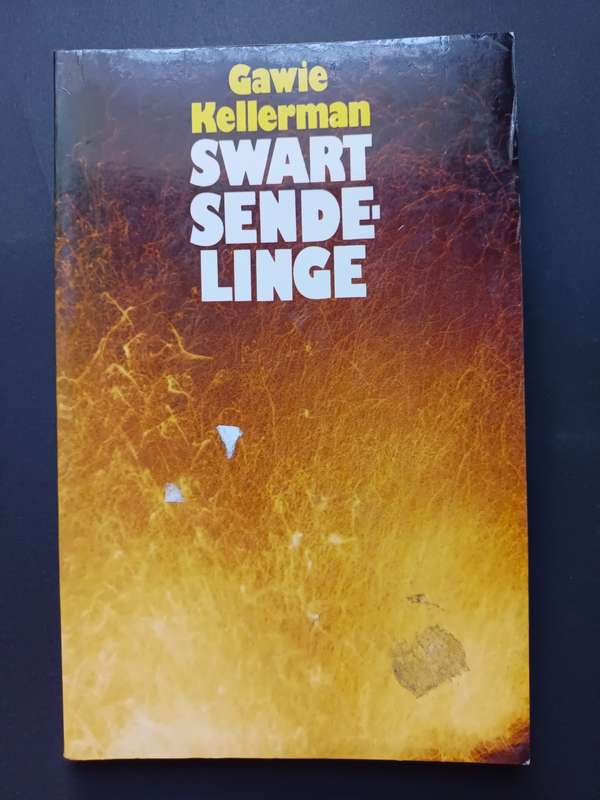 Gawie
Kellerman
SWART
SENDE-
LINGE